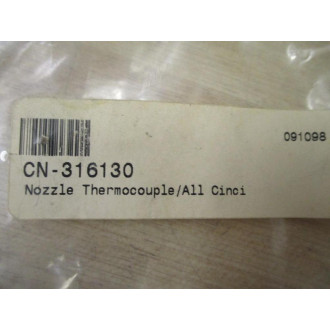 091098
CN-316130
Nozzle Thermocouple/All Cinci